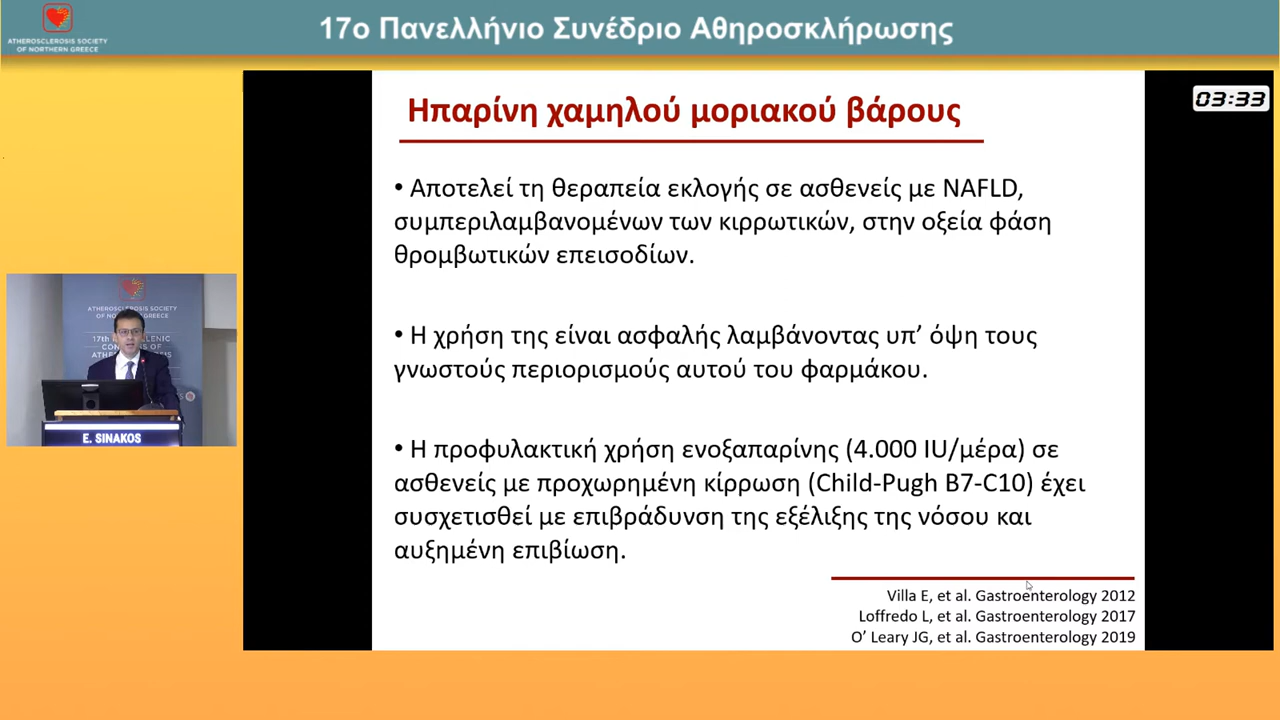 ATHEROSCLEROSIS SOCIETY
OF NORTHERN GREECE
17ο Πανελλήνιο Συνέδριο Αθηροσκλήρωσης
03:33
Ηπαρίνη χαμηλού μοριακού βάρους
• Αποτελεί τη θεραπεία εκλογής σε ασθενείς με NAFLD,
συμπεριλαμβανομένων των κιρρωτικών, στην οξεία φάση
θρομβωτικών επεισοδίων.
• Η χρήση της είναι ασφαλής λαμβάνοντας υπ’ όψη τους
γνωστούς περιορισμούς αυτού του φαρμάκου.
• Η προφυλακτική χρήση ενοξαπαρίνης (4.000 IU/μέρα) σε
ασθενείς με προχωρημένη κίρρωση (Child-Pugh B7-C10) έχει
συσχετισθεί με επιβράδυνση της εξέλιξης της νόσου και
αυξημένη επιβίωση.
Villa E, et al. Gastroenterology 2012
Loffredo L, et al. Gastroenterology 2017
O’ Leary JG, et al. Gastroenterology 2019
ATHEROSCLEROSIS SOCIETY
E. SINAKOS